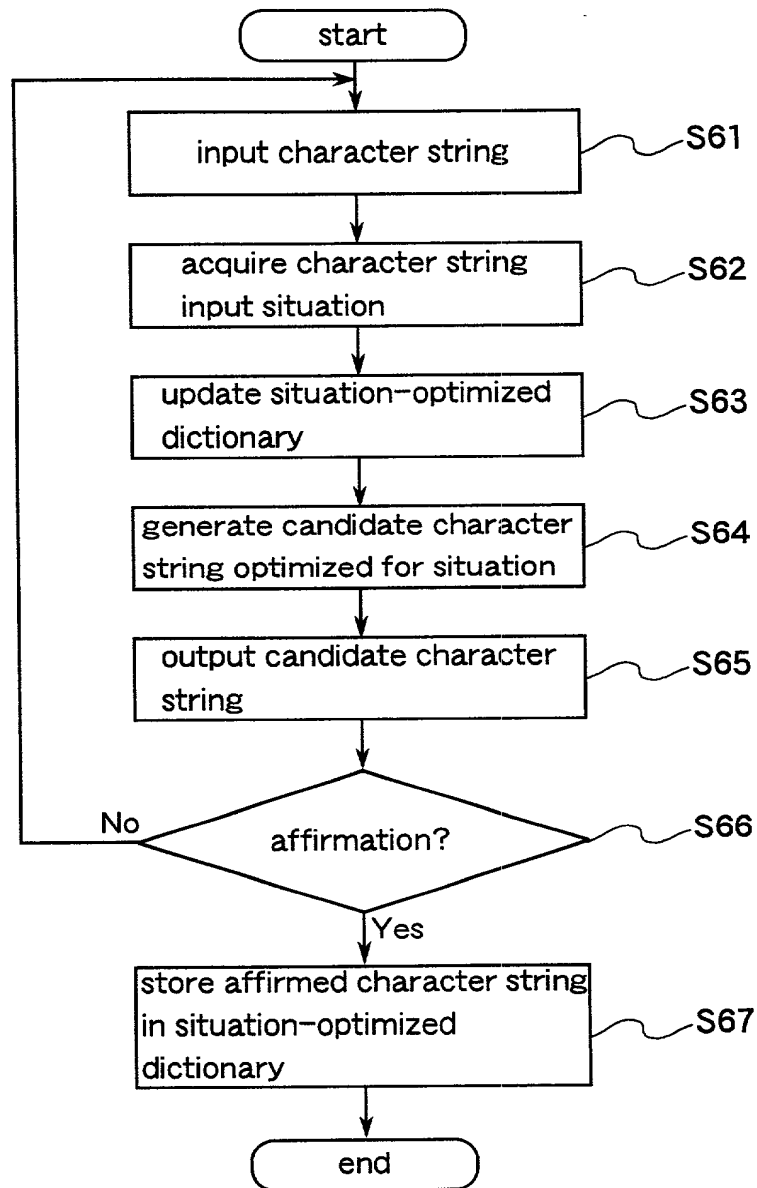 start
input character string
S61
acquire character string
input situation
S62
update situation-optimized
dictionary
S63
generate candidate character
string optimized for situation
S64
output candidate character
string
S65
No
affirmation?
S66
Yes
store affirmed character string
in situation-optimized
dictionary
S67
end